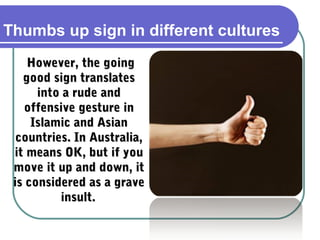 Thumbs up sign in different cultures
However, the going
good sign translates
into a rude and
offensive gesture in
Islamic and Asian
countries. In Australia,
it means OK, but if you
move it up and down, it
is considered as a grave
insult.